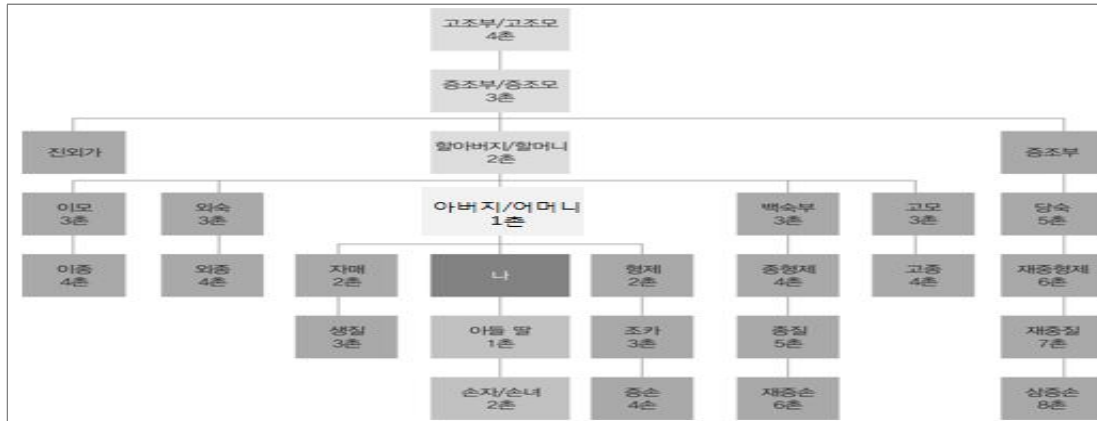 고조부/고조모
4촌
증조부/증조모
3촌
진외가
할아버지/할머니
2촌
증조부
이모
3촌
외숙
3촌
아버지/어머니
1촌
백숙부
3촌
고모
3촌
당숙
5촌
이종
4촌
외종
4촌
자매
2촌
나
형제
2촌
종형제
4촌
고종
4촌
재종형제
6촌
생질
3촌
아들 딸
1촌
조카
3촌
종질
5촌
재종질
7촌
손자/손녀
2촌
종손
4손
재종손
6촌
삼종손
8촌